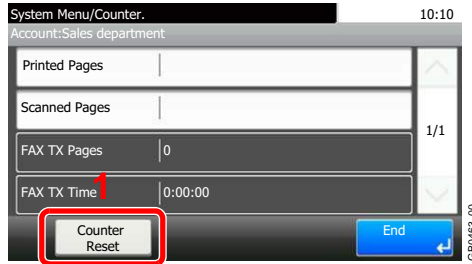 System Menu/Counter. 10:10
Account:Sales department
Printed Pages
Scanned Pages
1/1
FAX TX Pages 0
FAX TX Time 0:00:00
1
Counter
Reset
End
GB0463_00